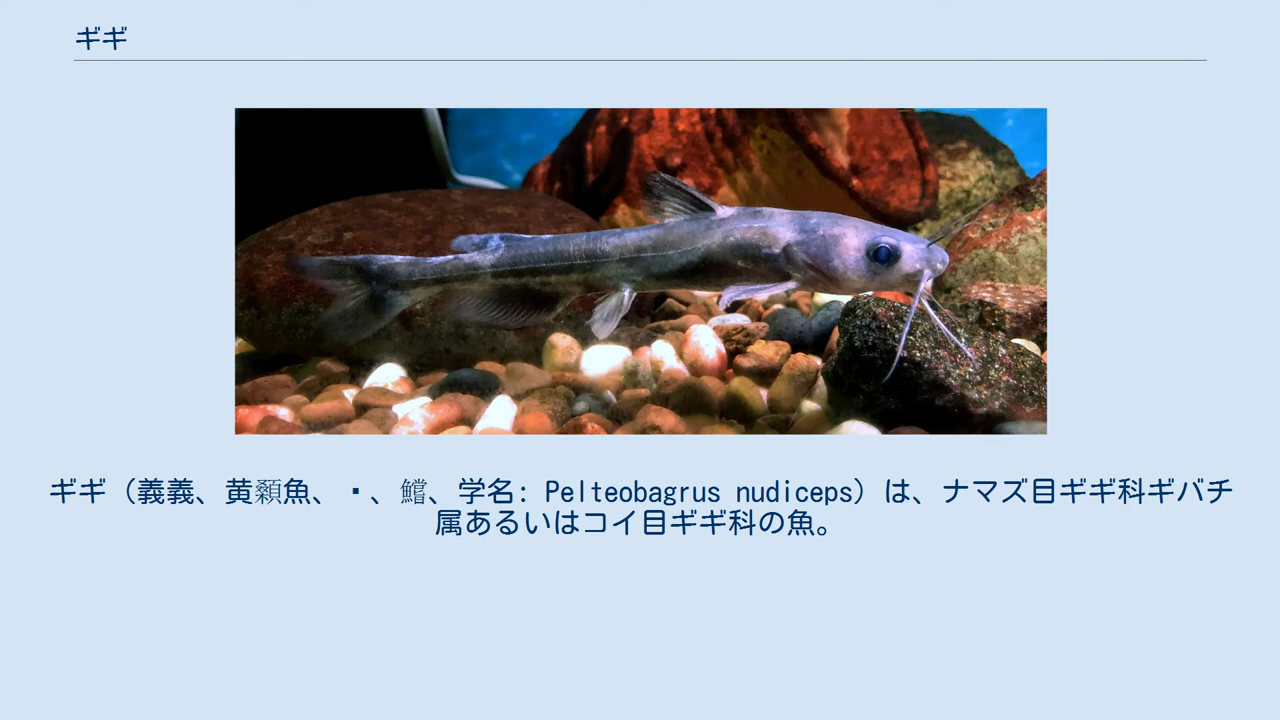 ギギ
ギギ（義義、黄顙魚、・、鱨、学名: Pelteobagrus nudiceps）は、ナマズ目ギギ科ギバチ
属あるいはコイ目ギギ科の魚。